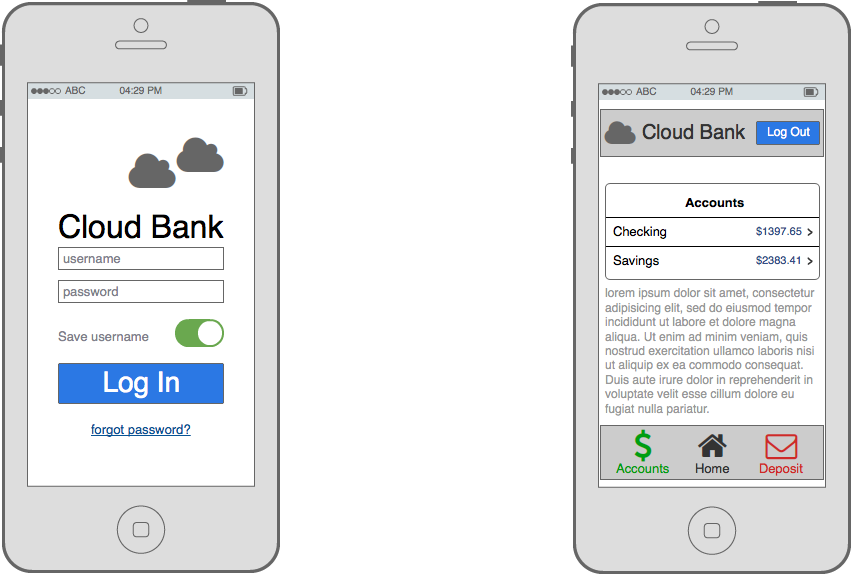 ABC 04:29 PM
Cloud Bank
username
password
Save username
Log In
forgot password?
ABC 04:29 PM
Cloud Bank Log Out
Accounts
Checking $1397.65
Savings $2383.41
lorem ipsum dolor sit amet, consectetur
adipisicing elit, sed do eiusmod tempor
incididunt ut labore et dolore magna
aliqua. Ut enim ad minim veniam, quis
nostrud exercitation ullamco laboris nisi
ut aliquip ex ea commodo consequat.
Duis aute irure dolor in reprehenderit in
voluptate velit esse cillum dolore eu
fugiat nulla pariatur.
Accounts Home Deposit